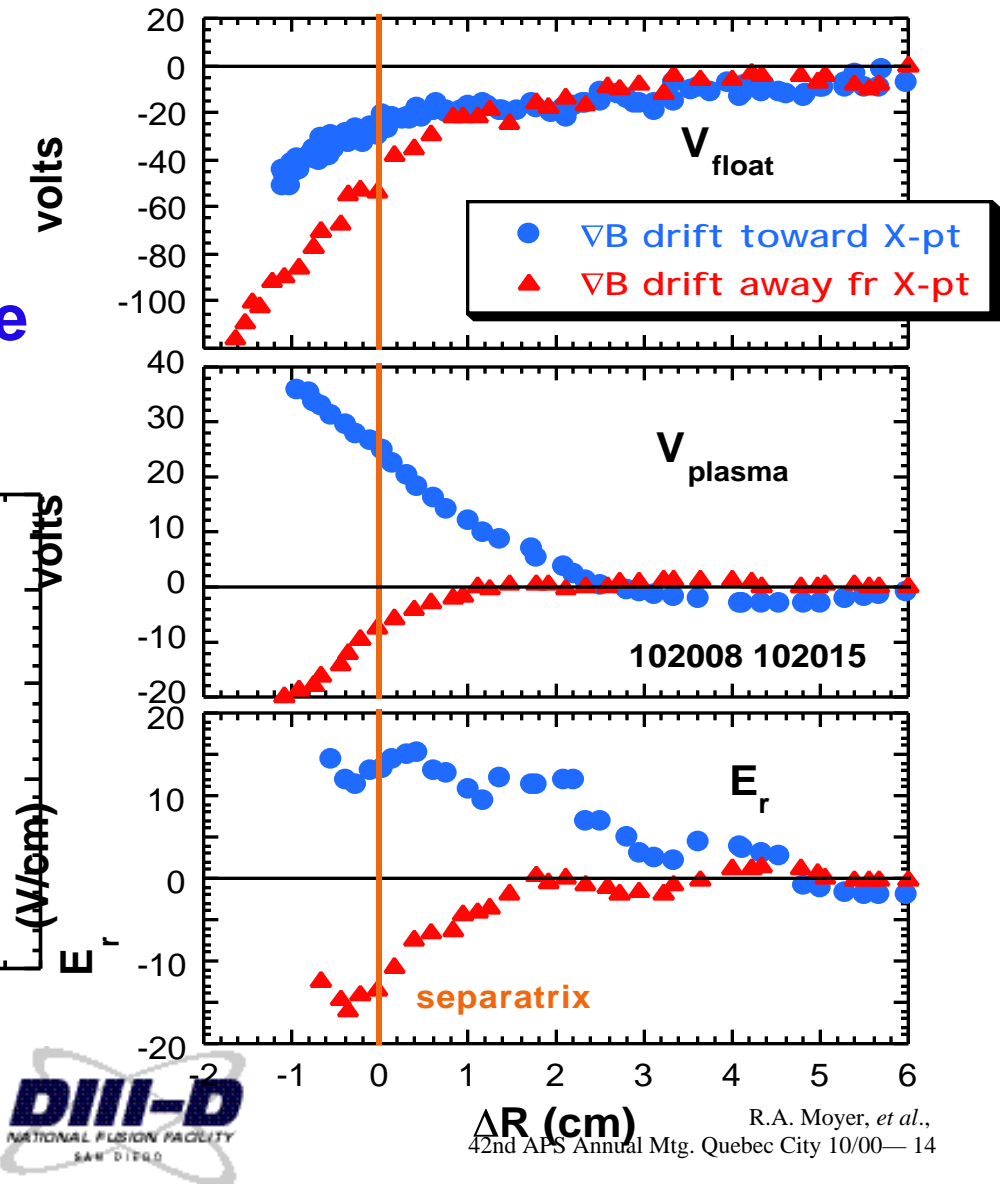 20
0
-20
-40
-60
-80
-100
volts
V float
∇B drift toward X-pt
∇B drift away fr X-pt
e
40
30
20
10
0
-10
-20
volts
V plasma
102008 102015
20
10
0
-10
-20
E r
(V/cm)
E r
separatrix
-2
-1
0
1
2
3
4
5
6
ΔR (cm)
DIII-D
NATIONAL FUSION FACILITY
SAN DIEGO
R.A. Moyer, et al.,
42nd APS Annual Mtg. Quebec City 10/00— 14